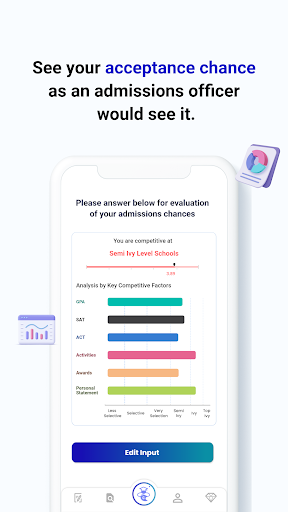 See your acceptance chance
as an admissions officer
would see it.
Please answer below for evaluation
of your admissions chances
You are competitive at
Semi Ivy Level Schools
Analysis by Key Competitive Factors
GPA
SAT
ACT
Activities
Awards
Personal
Statement
Less
Selective
Selective
Very
Selection
Semi
Ivy
Ivy
Top
Ivy
Edit Input